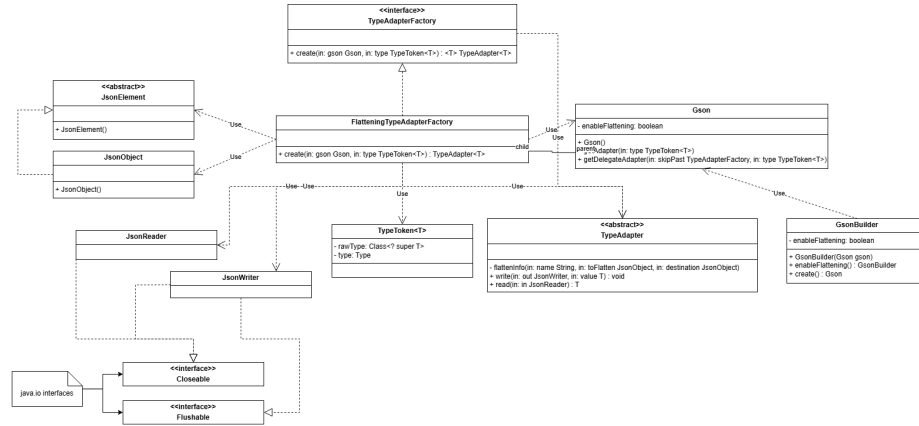 <<interface>>
TypeAdapterFactory
+ create(in: gson Gson, in: type TypeToken<T>) : <T> TypeAdapter<T>
<<abstract>>
JsonElement
+ JsonElement()
JsonObject
+ JsonObject()
Use
Use
FlatteningTypeAdapterFactory
+ create(in: gson Gson, in: type TypeToken<T>) : TypeAdapter<T>
child
Use
Use
parent
Gson
- enableFlattening: boolean
+ Gson()
Adapter(in: type TypeToken<T>)
+ getDelegateAdapter(in: skipPast TypeAdapterFactory, in: type TypeToken<T>)
Use
Use
Use
Use
Use
JsonReader
JsonWriter
TypeToken<T>
- rawType: Class<? super T>
- type: Type
<<abstract>>
TypeAdapter
- flattenInfo(in: name String, in: toFlatten JsonObject, in: destination JsonObject)
+ write(in: out JsonWriter, in: value T) : void
+ read(in: in JsonReader) : T
GsonBuilder
- enableFlattening: boolean
+ GsonBuilder(Gson gson)
+ enableFlattening() : GsonBuilder
+ create() : Gson
java.io interfaces
<<interface>>
Closeable
<<interface>>
Flushable